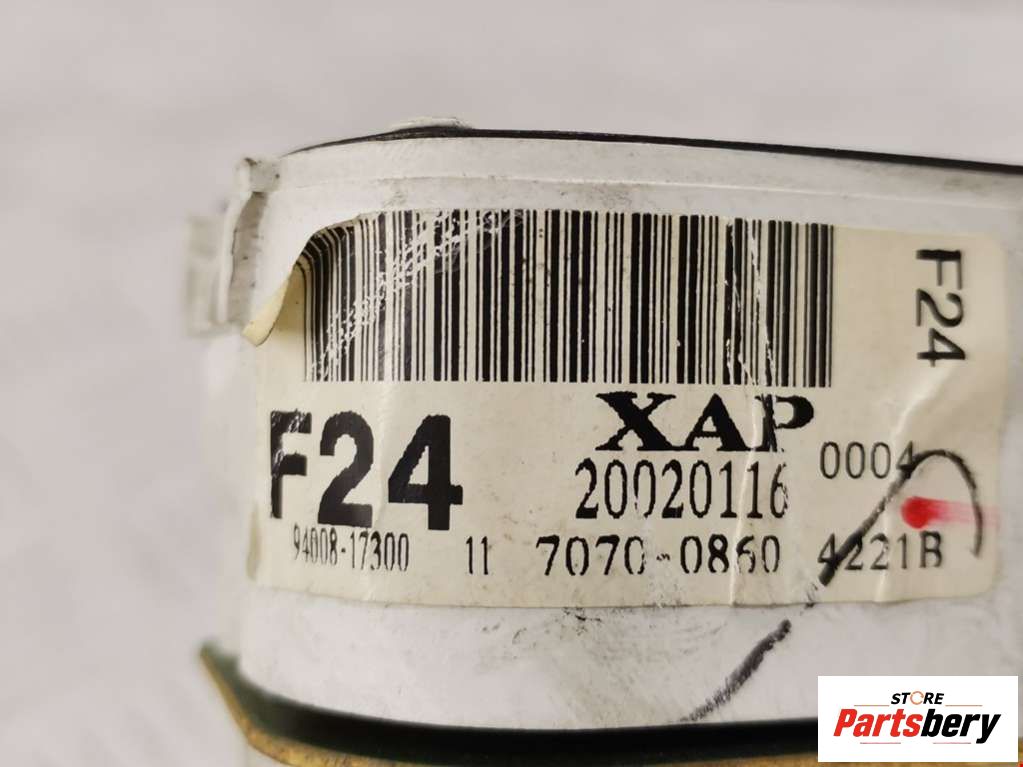 F24
F24
XAP
20020116
0004
94008-17300
11
7070-0860
4221B
STORE
Partsbery